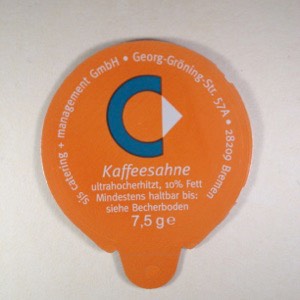 sjs catering + management GmbH • Georg-Gröning-Str. 57A • 28209 Bremen
Kaffeesahne
ultrahocherhitzt, 10% Fett
Mindestens haltbar bis:
siehe Becherboden
7,5 g e